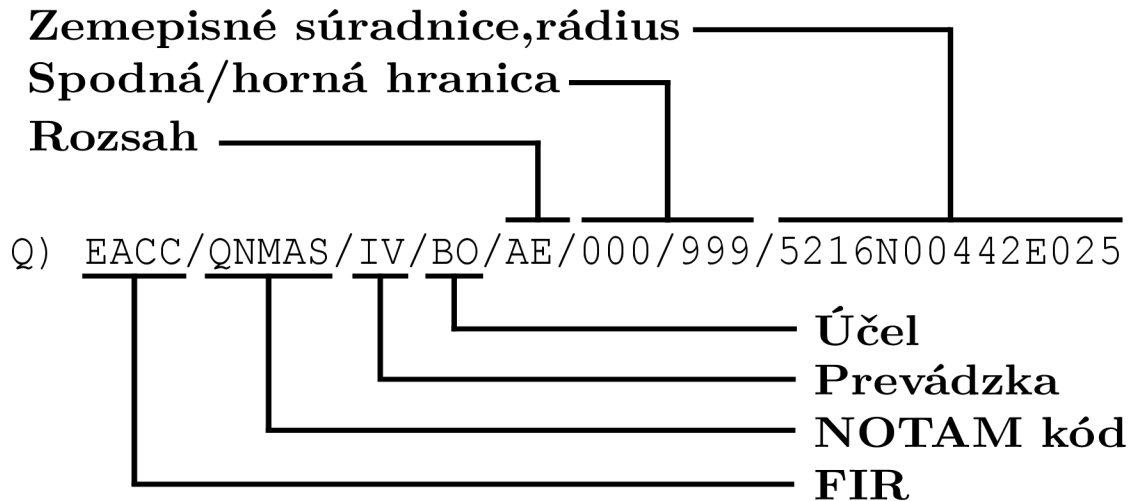 Zemepisné súradnice,rádius
Spodná/horná hranica
Rozsah
Q) EACC/QNMAS/IV/BO/AE/000/999/5216N00442E025
Účel
Prevádzka
NOTAM kód
FIR